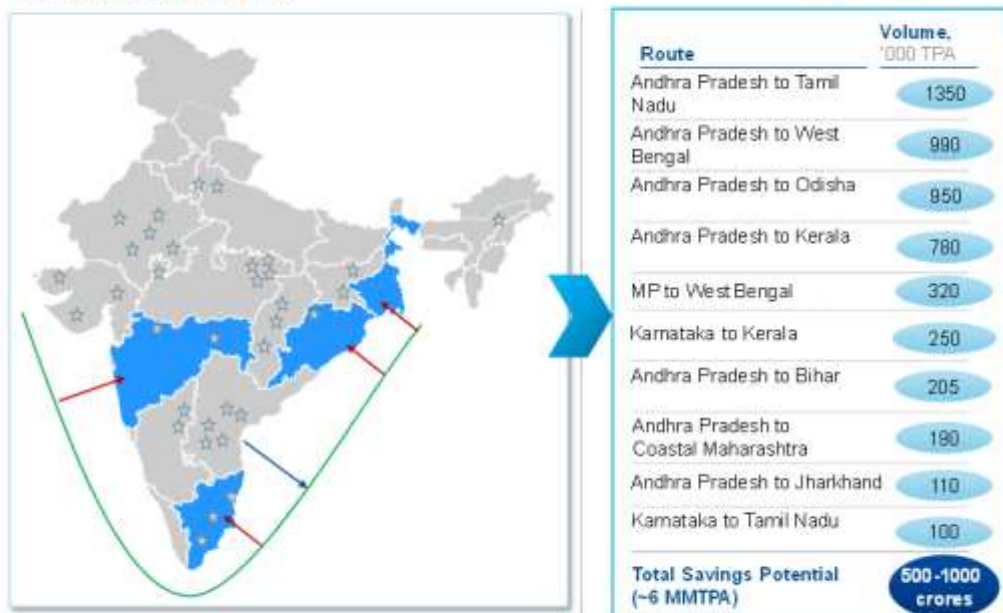 Volume,
Route '000 TPA
Andhra Pradesh to Tamil
Nadu
1350
Andhra Pradesh to West
Bengal
990
Andhra Pradesh to Odisha
950
Andhra Pradesh to Kerala
780
MP to West Bengal
320
Karnataka to Kerala
250
Andhra Pradesh to Bihar
205
Andhra Pradesh to
Coastal Maharashtra
190
Andhra Pradesh to Jharkhand
110
Karnataka to Tamil Nadu
100
Total Savings Potential
(~6 MMTPA)
500-1000
crores